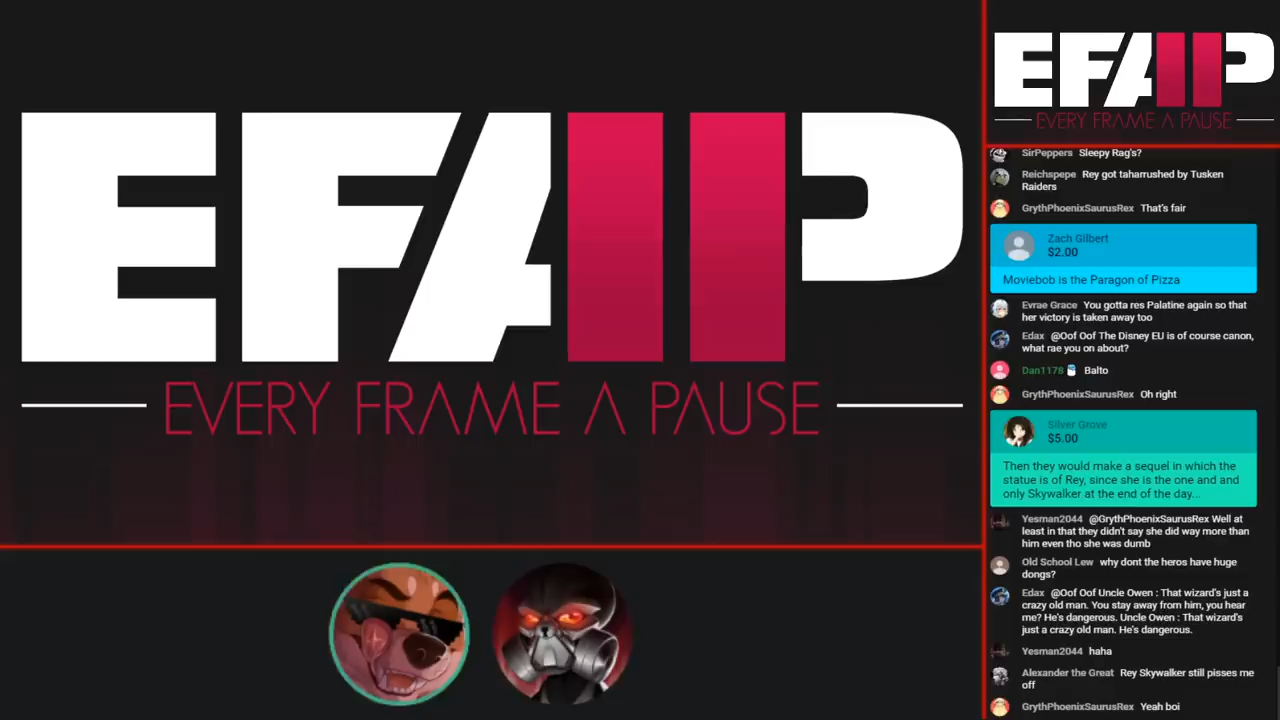 EFAP
EVERY FRAME A PAUSE
EFAP
EVERY FRAME A PAUSE
SirPeppers Sleepy Rag's?
Reichspepe Rey got taharrushed by Tusken
Raiders
GrythPhoenixSaurusRex That's fair
Zach Gilbert
$2.00
Moviebob is the Paragon of Pizza
Evrae Grace You gotta res Palatine again so that
her victory is taken away too
Edax @Oof Oof The Disney EU is of course canon,
what rae you on about?
Dan1178 Balto
GrythPhoenixSaurusRex Oh right
Silver Grove
$5.00
Then they would make a sequel in which the
statue is of Rey, since she is the one and and
only Skywalker at the end of the day...
Yesman2044 @GrythPhoenixSaurusRex Well at
least in that they didn't say she did way more than
him even tho she was dumb
Old School Lew why dont the heros have huge
dongs?
Edax @Oof Oof Uncle Owen : That wizard's just a
crazy old man. You stay away from him, you hear
me? He's dangerous. Uncle Owen : That wizard's
just a crazy old man. He's dangerous.
Yesman2044 haha
Alexander the Great Rey Skywalker still pisses me
off
GrythPhoenixSaurusRex Yeah boi